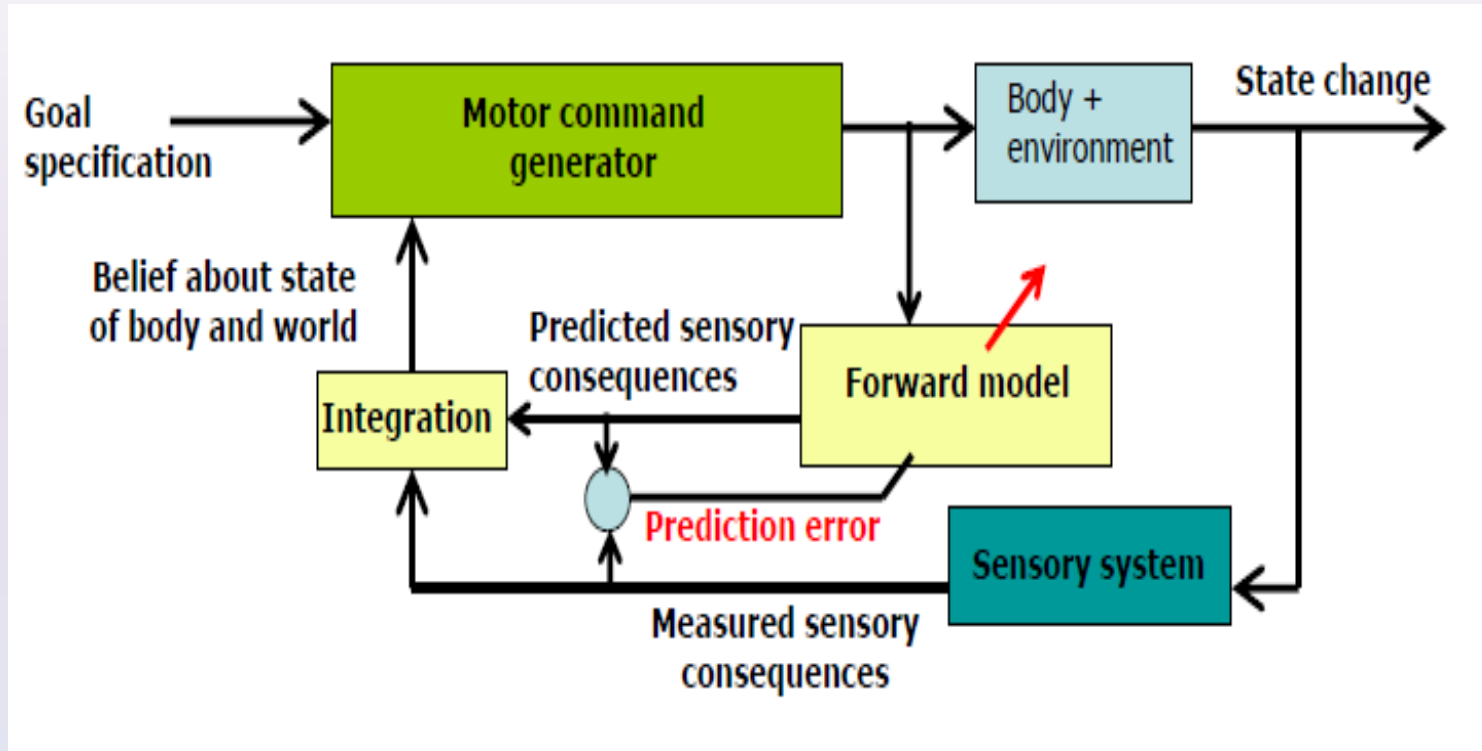 Goal
specification
Motor command
generator
Body +
environment
State change
Belief about state
of body and world
Predicted sensory
consequences
Forward model
Integration
Prediction error
Sensory system
Measured sensory
consequences